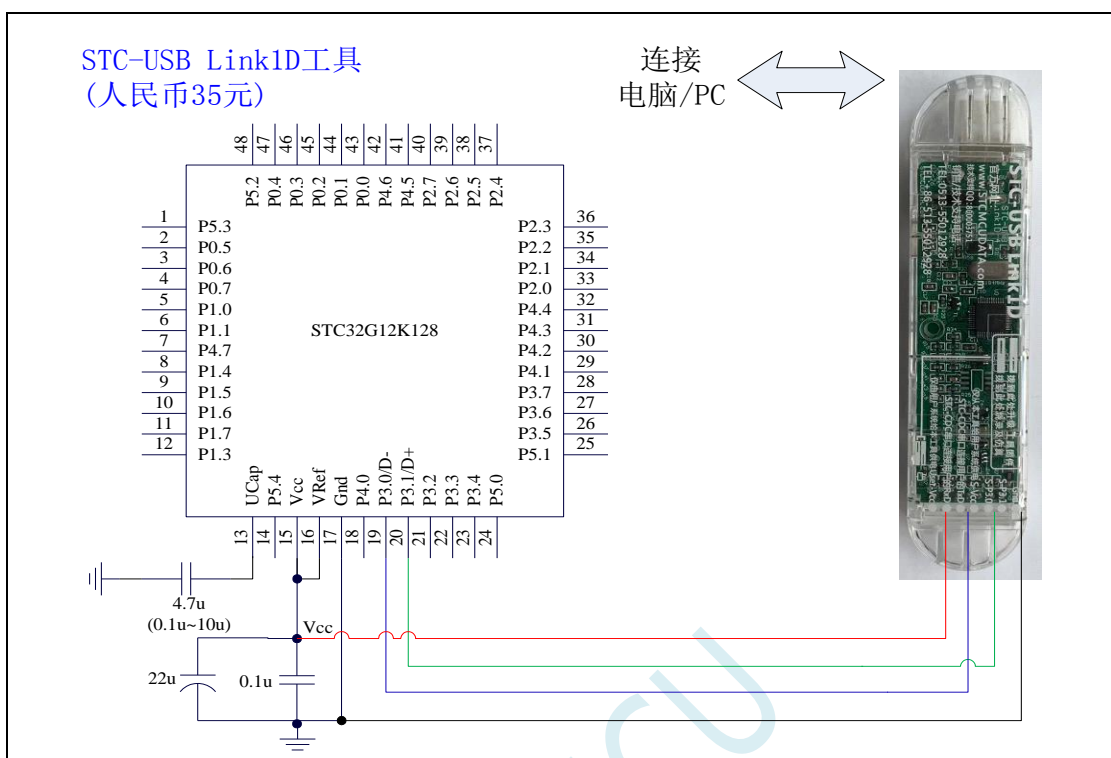 STC-USB Link1D工具
(人民币35元)
连接
电脑/PC
48 47 46 45 44 43 42 41 40 39 38 37
P5.2 P0.4 P0.3 P0.2 P0.1 P0.0 P4.6 P4.5 P2.7 P2.6 P2.5 P2.4
1 P5.3
2 P0.5
3 P0.6
4 P0.7
5 P1.0
6 P1.1
7 P4.7
8 P1.4
9 P1.5
10 P1.6
11 P1.7
12 P1.3
STC32G12K128
P2.3 36
P2.2 35
P2.1 34
P2.0 33
P4.4 32
P4.3 31
P4.2 30
P4.1 29
P3.7 28
P3.6 27
P3.5 26
P5.1 25
UCap P5.4 Vcc VRef Gnd P4.0 P3.0/D- P3.1/D+ P3.2 P3.3 P3.4 P5.0
13 14 15 16 17 18 19 20 21 22 23 24
4.7u
(0.1u~10u)
Vcc
22u
0.1u
STC-USB Link1D
官方网址:
www.STCMCUDATA.com
CU